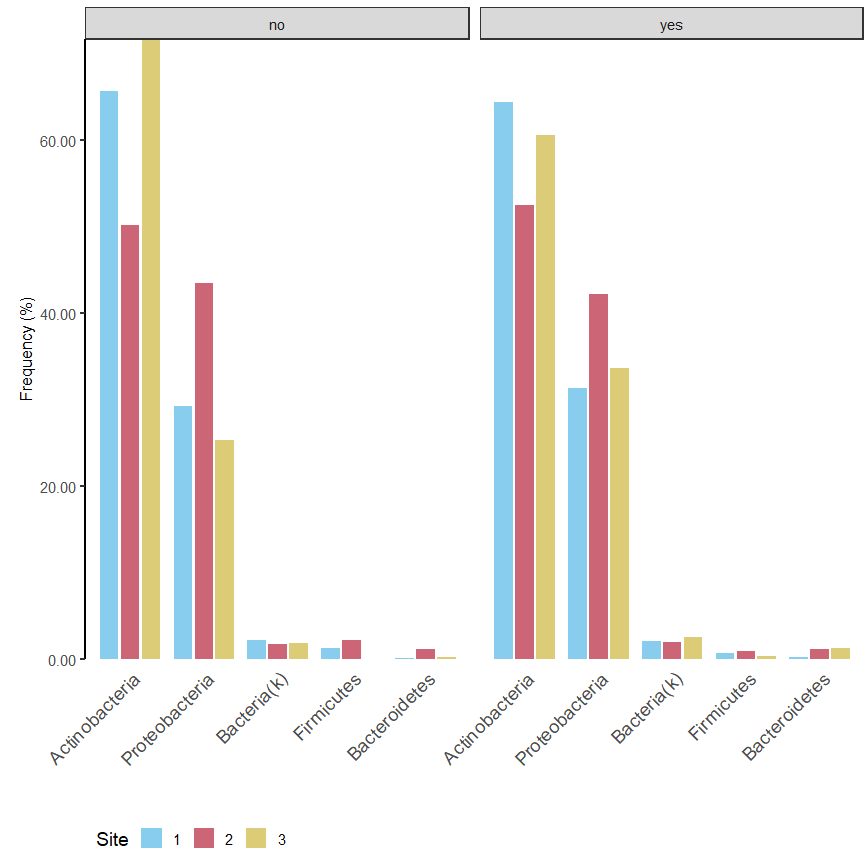 no yes
Frequency (%)
60.00
40.00
20.00
0.00
Actinobacteria Proteobacteria Bacteria(k) Firmicutes Bacteroidetes Actinobacteria Proteobacteria Bacteria(k) Firmicutes Bacteroidetes
Site 1 2 3